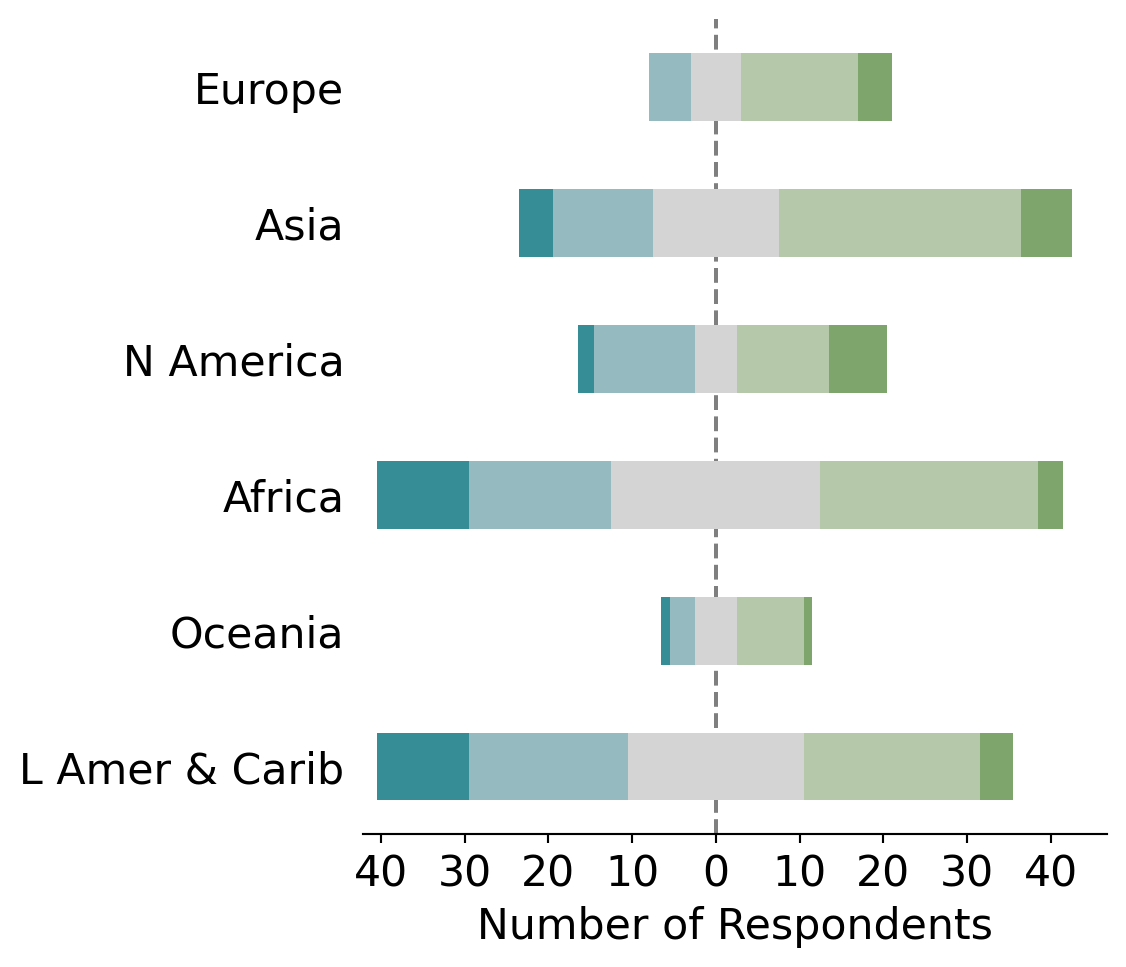 Europe
Asia
N America
Africa
Oceania
L Amer & Carib
40 30 20 10 0 10 20 30 40
Number of Respondents